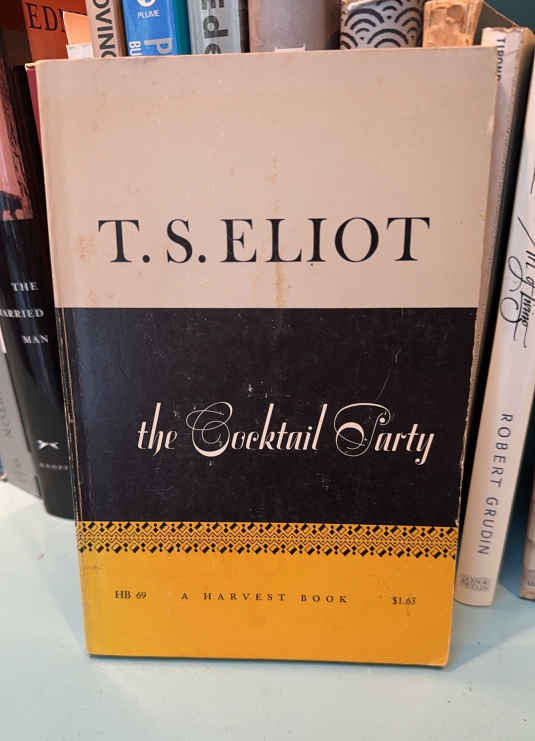 T. S. ELIOT
the Cocktail Party
HB 69 A HARVEST BOOK $1.65
THE
MARRIED
MAN
PLUME
ROBERT GRUDIN